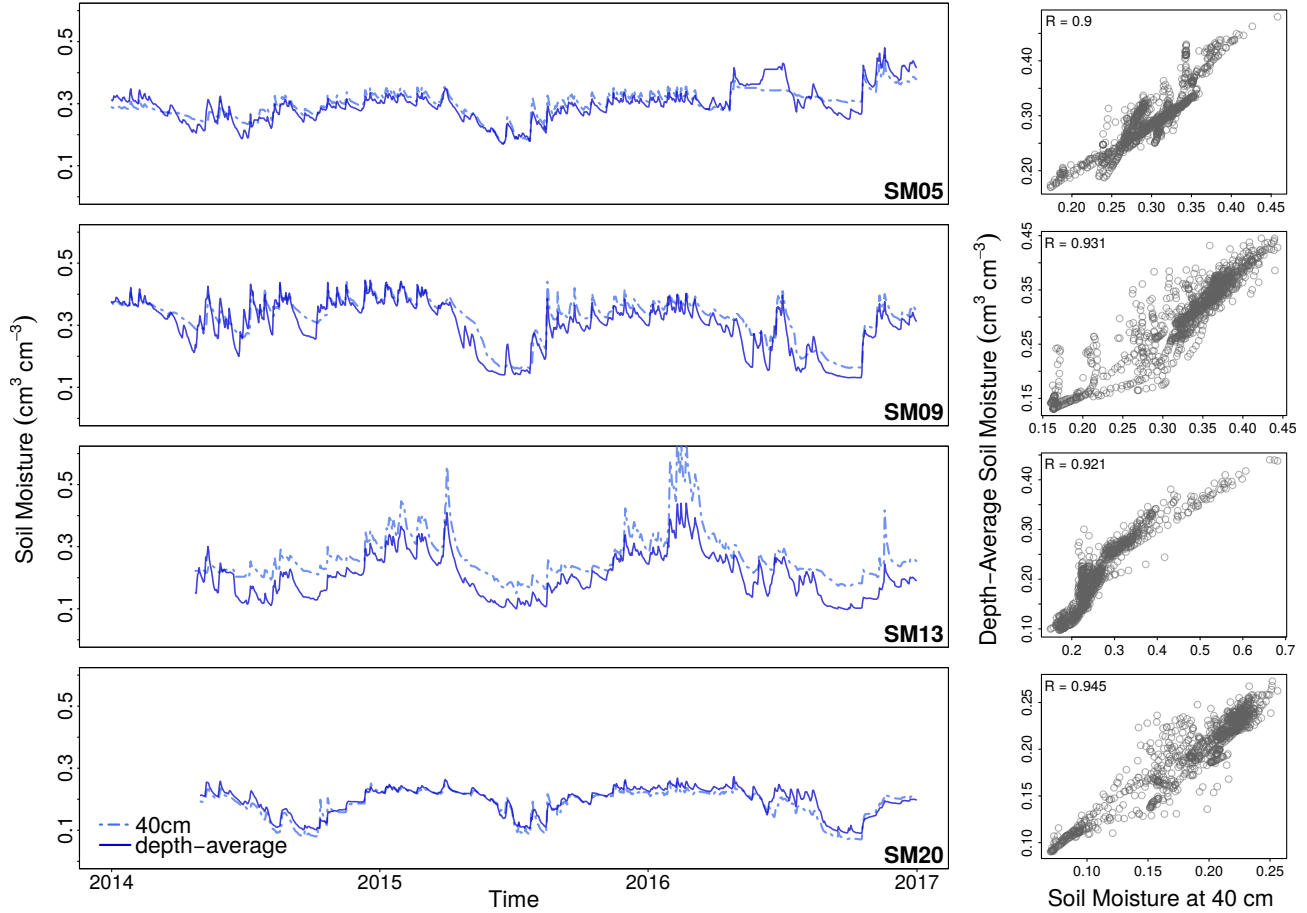 0.1 0.3 0.5
SM05
0.1 0.3 0.5
SM09
0.1 0.3 0.5
SM13
0.1 0.3 0.5
40cm
depth−average
SM20
2014 2015 2016 2017
Time
Soil Moisture (cm³ cm⁻³)
R = 0.9
0.20 0.30 0.40
0.20 0.25 0.30 0.35 0.40 0.45
R = 0.931
0.15 0.25 0.35 0.45
0.15 0.20 0.25 0.30 0.35 0.40 0.45
R = 0.921
0.10 0.20 0.30 0.40
0.2 0.3 0.4 0.5 0.6 0.7
R = 0.945
0.10 0.15 0.20 0.25
0.10 0.15 0.20 0.25
Soil Moisture at 40 cm
Depth−Average Soil Moisture (cm³ cm⁻³)